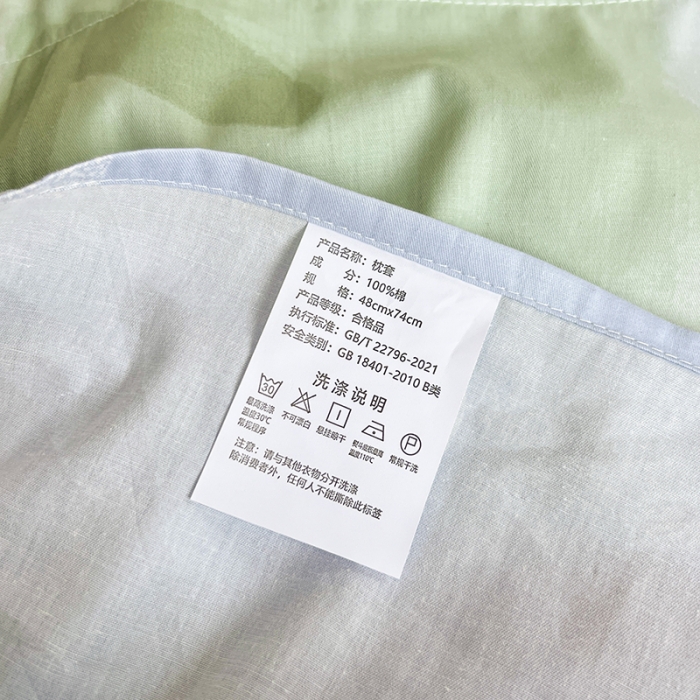 产品名称：枕套
成 分：100%棉
规 格：48cmx74cm
产品等级：合格品
执行标准：GB/T 22796-2021
安全类别：GB 18401-2010 B类
洗涤说明
30
P
最高洗涤
温度30℃
常规程序
不可漂白
悬挂晾干
熨斗底板最高
温度110℃
常规干洗
注意：请与其他衣物分开洗涤
除消费者外，任何人不能撕除此标签